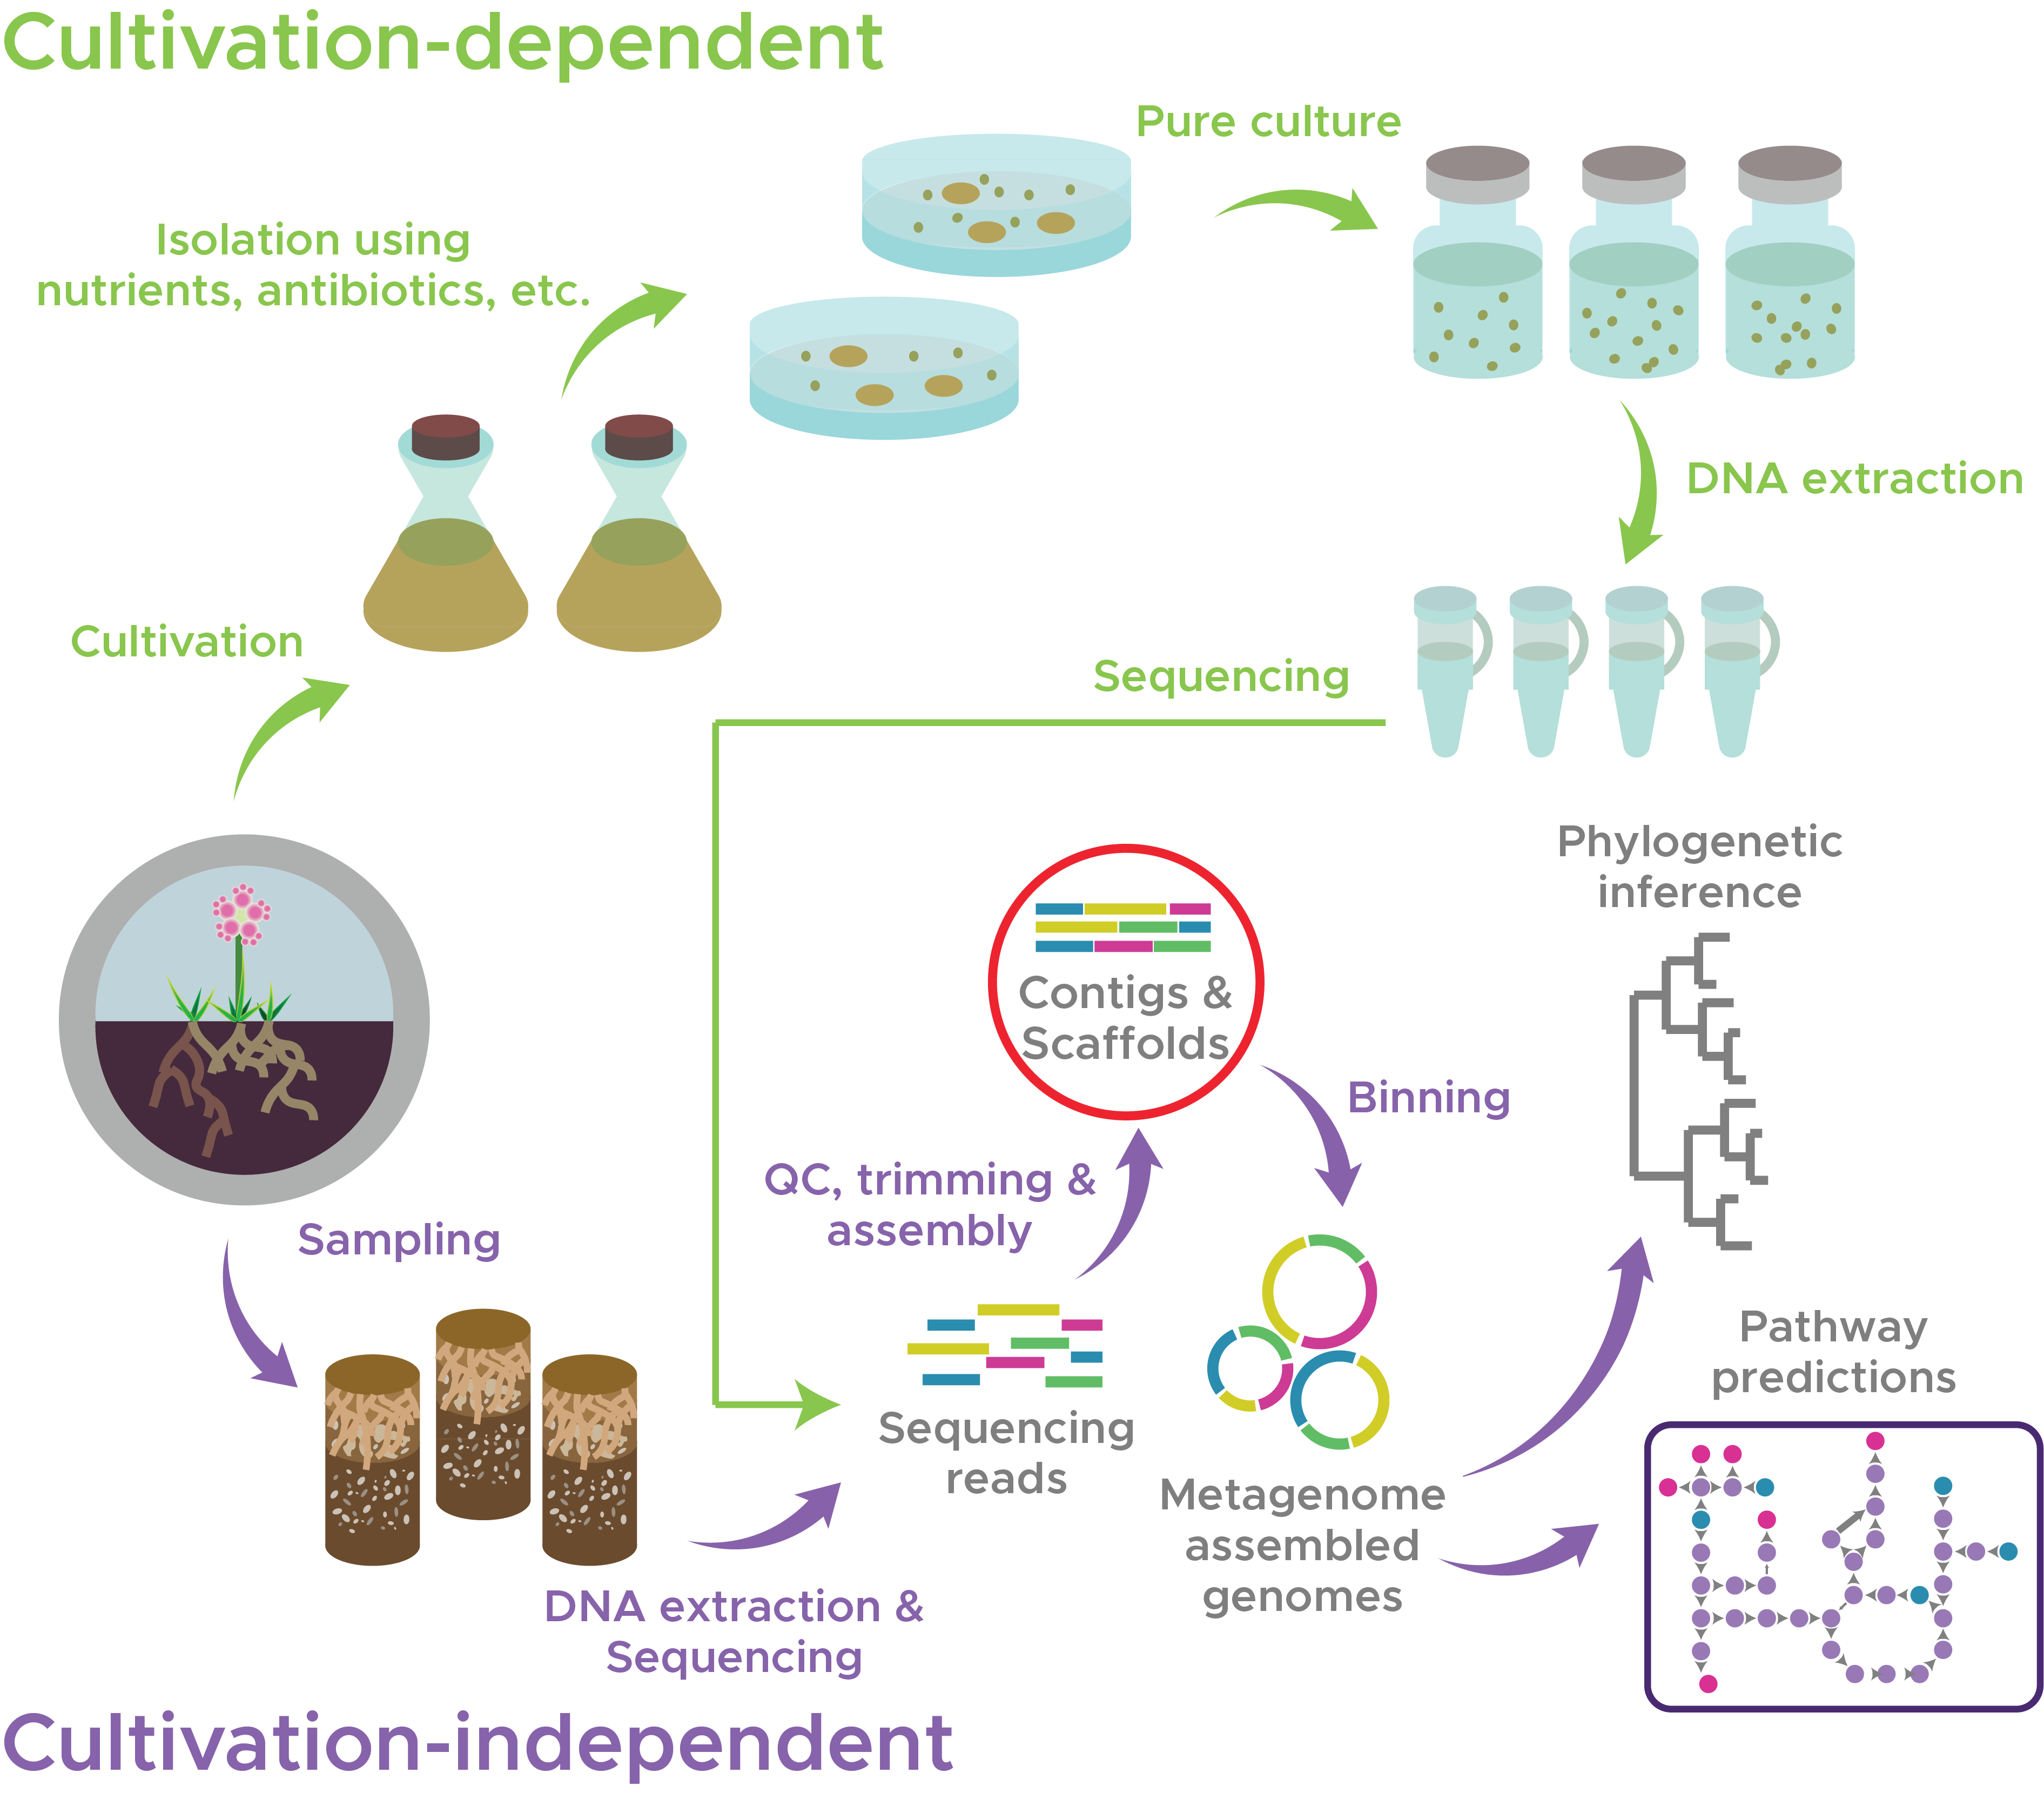 Cultivation-dependent
Pure culture
Isolation using
nutrients, antibiotics, etc.
DNA extraction
Cultivation
Sequencing
Phylogenetic
inference
Contigs &
Scaffolds
Binning
QC, trimming &
assembly
Sampling
Pathway
predictions
Sequencing
reads
Metagenome
assembled
genomes
DNA extraction &
Sequencing
Cultivation-independent